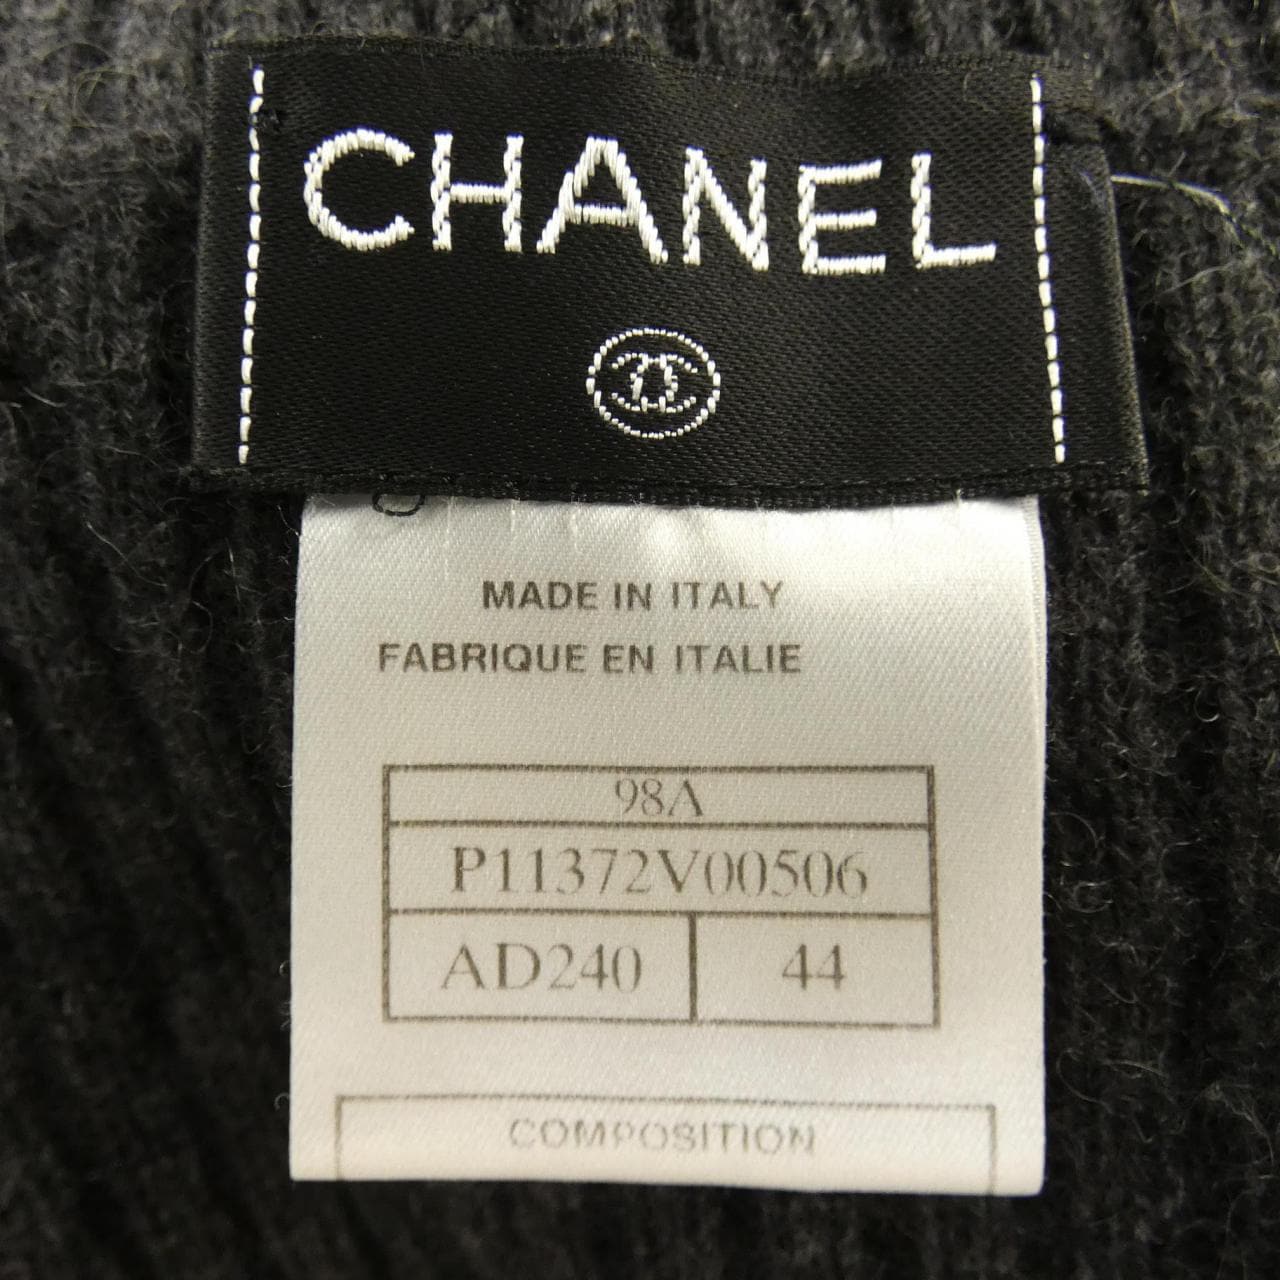 CHANEL
MADE IN ITALY
FABRIQUE EN ITALIE
98A
P11372V00506
AD240 44
COMPOSITION